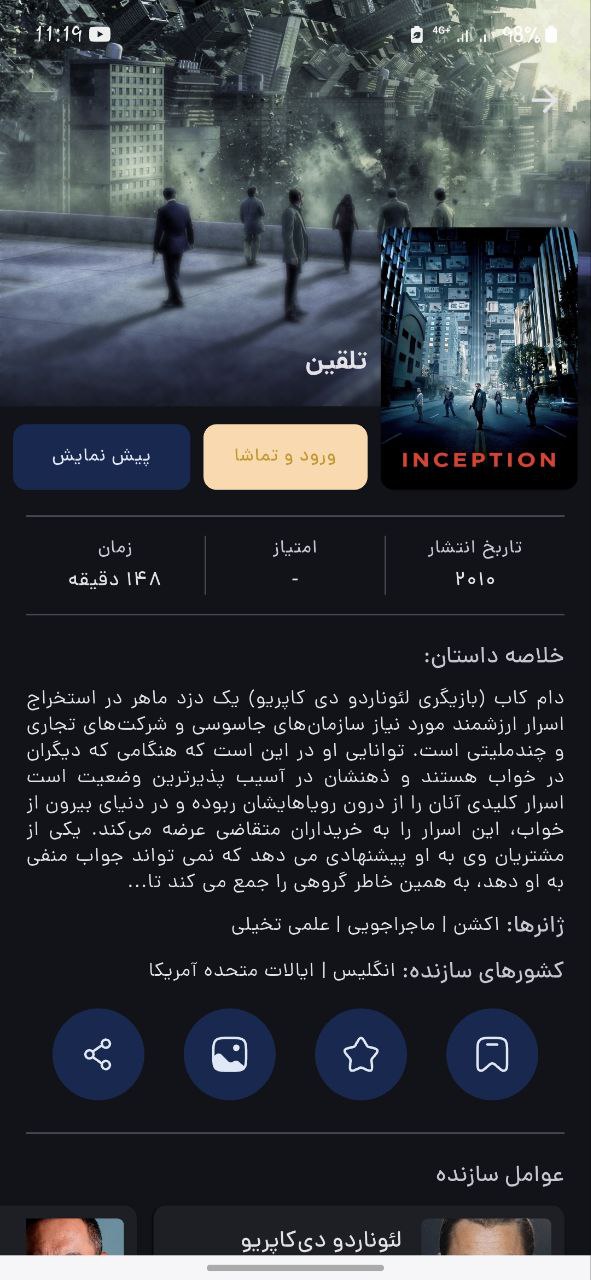 ۱۱:۱۹
4G+
98%
تلقین
INCEPTION
ورود و تماشا
پیش نمایش
تاریخ انتشار
۲۰۱۰
امتیاز
-
زمان
۱۴۸ دقیقه
خلاصه داستان:
دام کاب (بازیگری لئوناردو دی کاپریو) یک دزد ماهر در استخراج
اسرار ارزشمند مورد نیاز سازمان‌های جاسوسی و شرکت‌های تجاری
و چندملیتی است. توانایی او در این است که هنگامی که دیگران
در خواب هستند و ذهنشان در آسیب پذیرترین وضعیت است
اسرار کلیدی آنان را از درون رویاهایشان ربوده و در دنیای بیرون از
خواب، این اسرار را به خریداران متقاضی عرضه می‌کند. یکی از
مشتریان وی به او پیشنهادی می دهد که نمی تواند جواب منفی
به او دهد، به همین خاطر گروهی را جمع می کند تا...
ژانرها: اکشن | ماجراجویی | علمی تخیلی
کشورهای سازنده: انگلیس | ایالات متحده آمریکا
عوامل سازنده
لئوناردو دی‌کاپریو